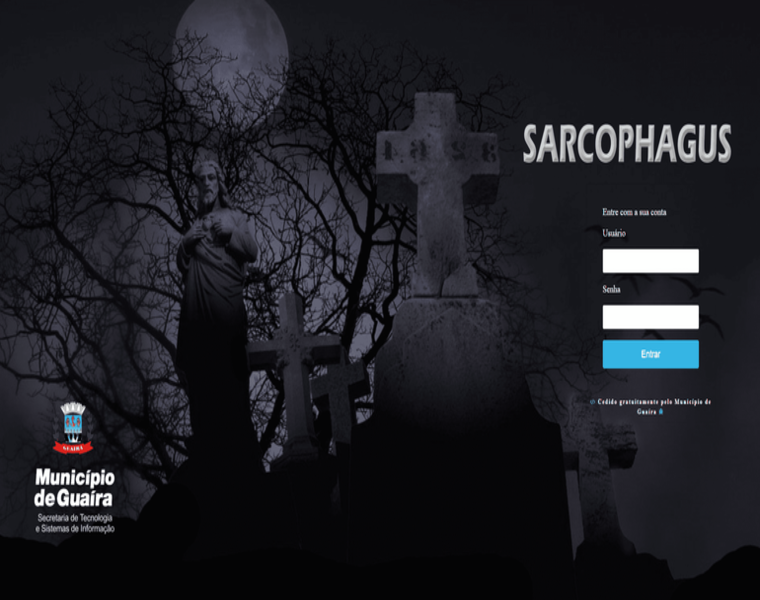 SARCOPHAGUS
Entre com a sua conta
Usuário
Senha
Entrar
Cedido gratuitamente pelo Município de
Guaíra
GUAÍRA
Município
de Guaíra
Secretaria de Tecnologia
e Sistemas de Informação